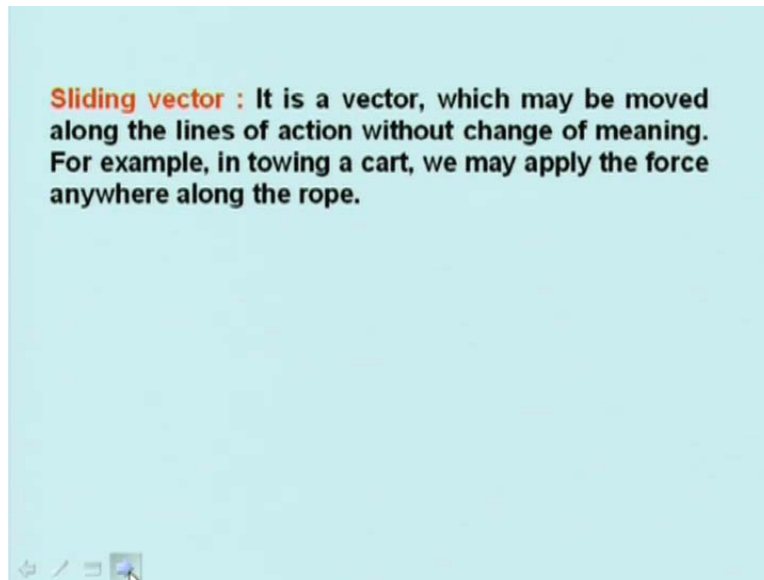 Sliding vector : It is a vector, which may be moved
along the lines of action without change of meaning.
For example, in towing a cart, we may apply the force
anywhere along the rope.